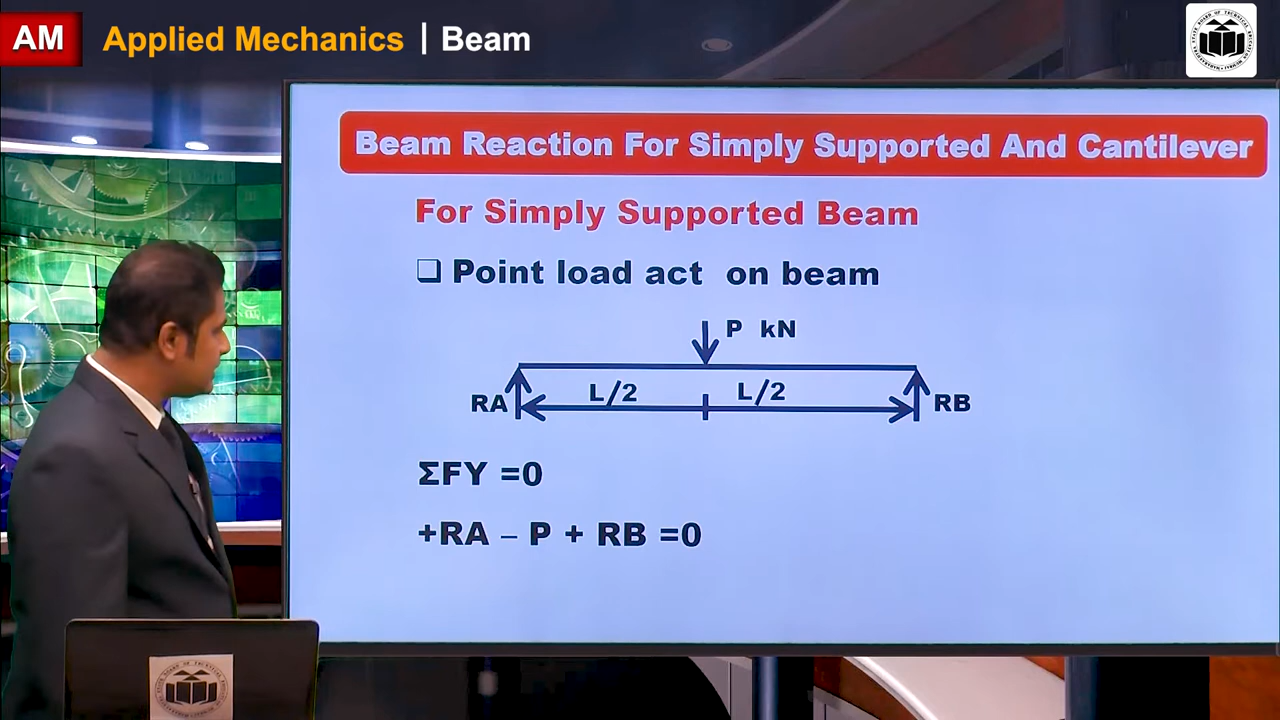 AM Applied Mechanics | Beam
Beam Reaction For Simply Supported And Cantilever
For Simply Supported Beam
❑ Point load act on beam
P kN
L/2 L/2
RA RB
ΣFY =0
+RA – P + RB =0